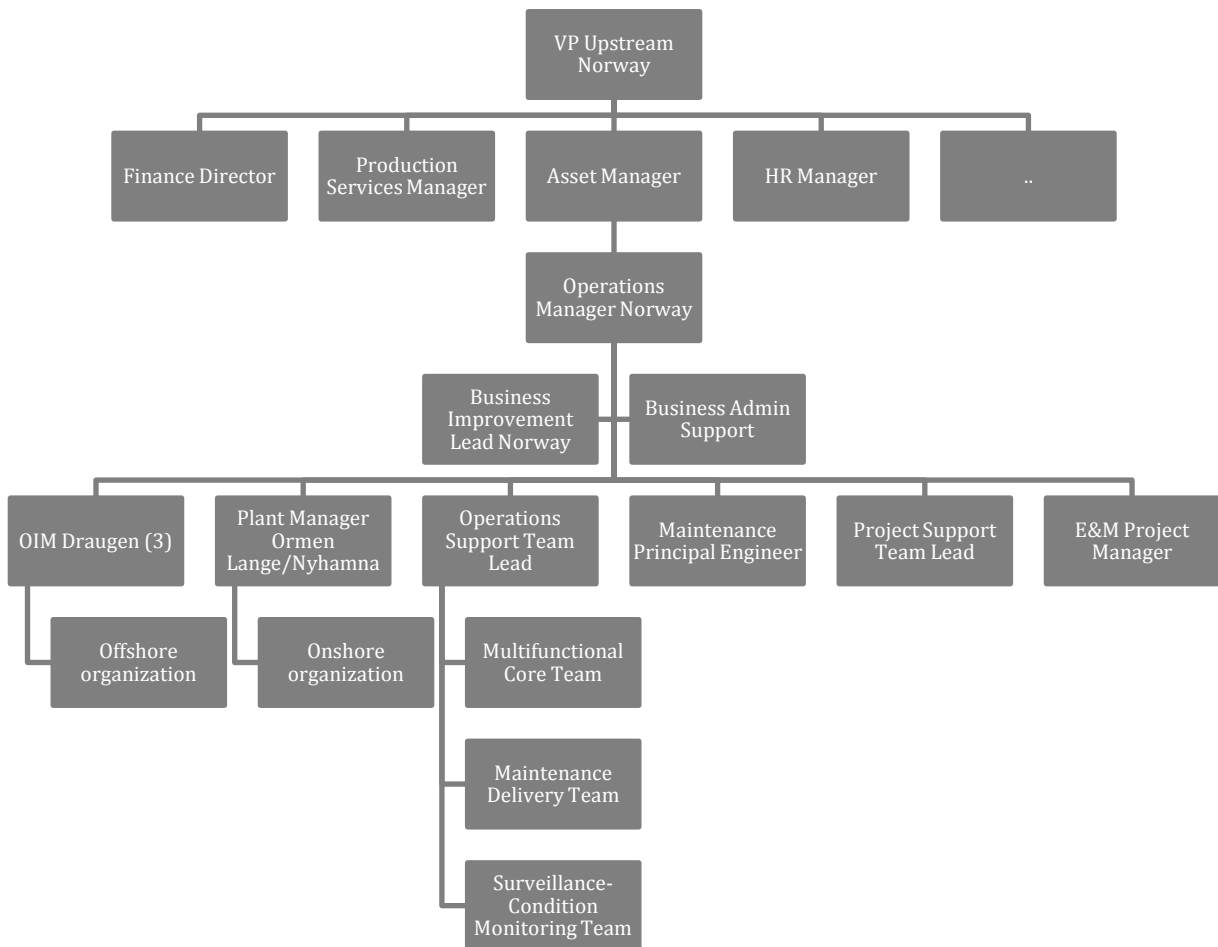 VP Upstream
Norway
Finance Director
Production
Services Manager
Asset Manager
HR Manager
..
Operations
Manager Norway
Business
Improvement
Lead Norway
Business Admin
Support
OIM Draugen (3)
Plant Manager
Ormen
Lange/Nyhamna
Operations
Support Team
Lead
Maintenance
Principal Engineer
Project Support
Team Lead
E&M Project
Manager
Offshore
organization
Onshore
organization
Multifunctional
Core Team
Maintenance
Delivery Team
Surveillance-
Condition
Monitoring Team